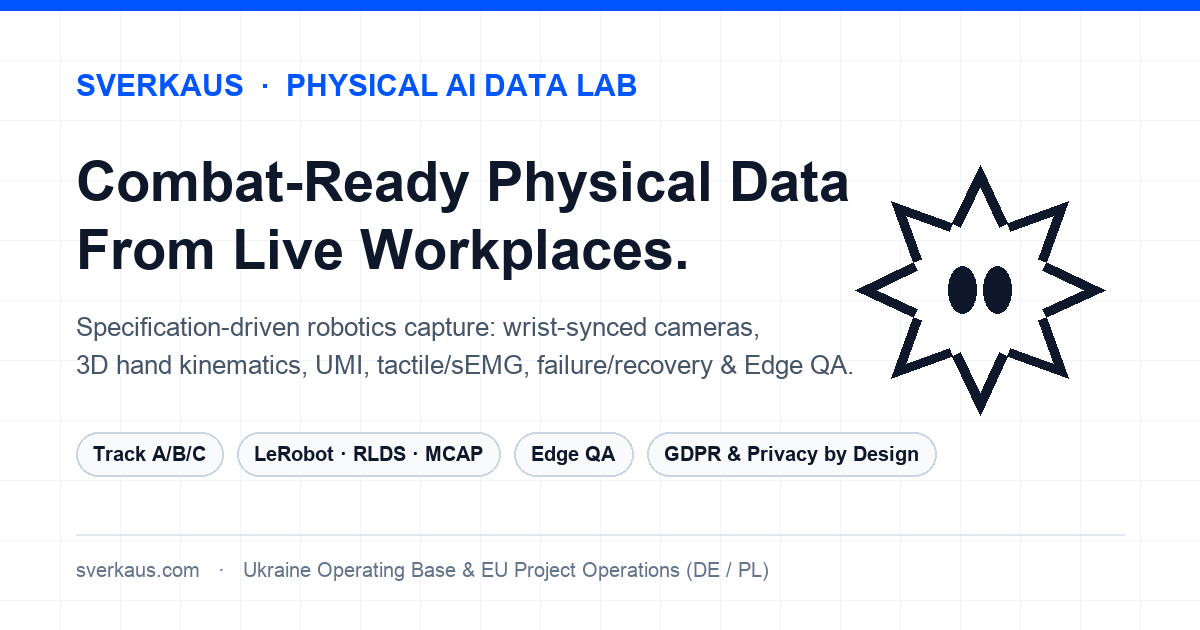 SVERKAUS · PHYSICAL AI DATA LAB
Combat-Ready Physical Data
From Live Workplaces.
Specification-driven robotics capture: wrist-synced cameras,
3D hand kinematics, UMI, tactile/sEMG, failure/recovery & Edge QA.
Track A/B/C
LeRobot · RLDS · MCAP
Edge QA
GDPR & Privacy by Design
sverkaus.com · Ukraine Operating Base & EU Project Operations (DE / PL)